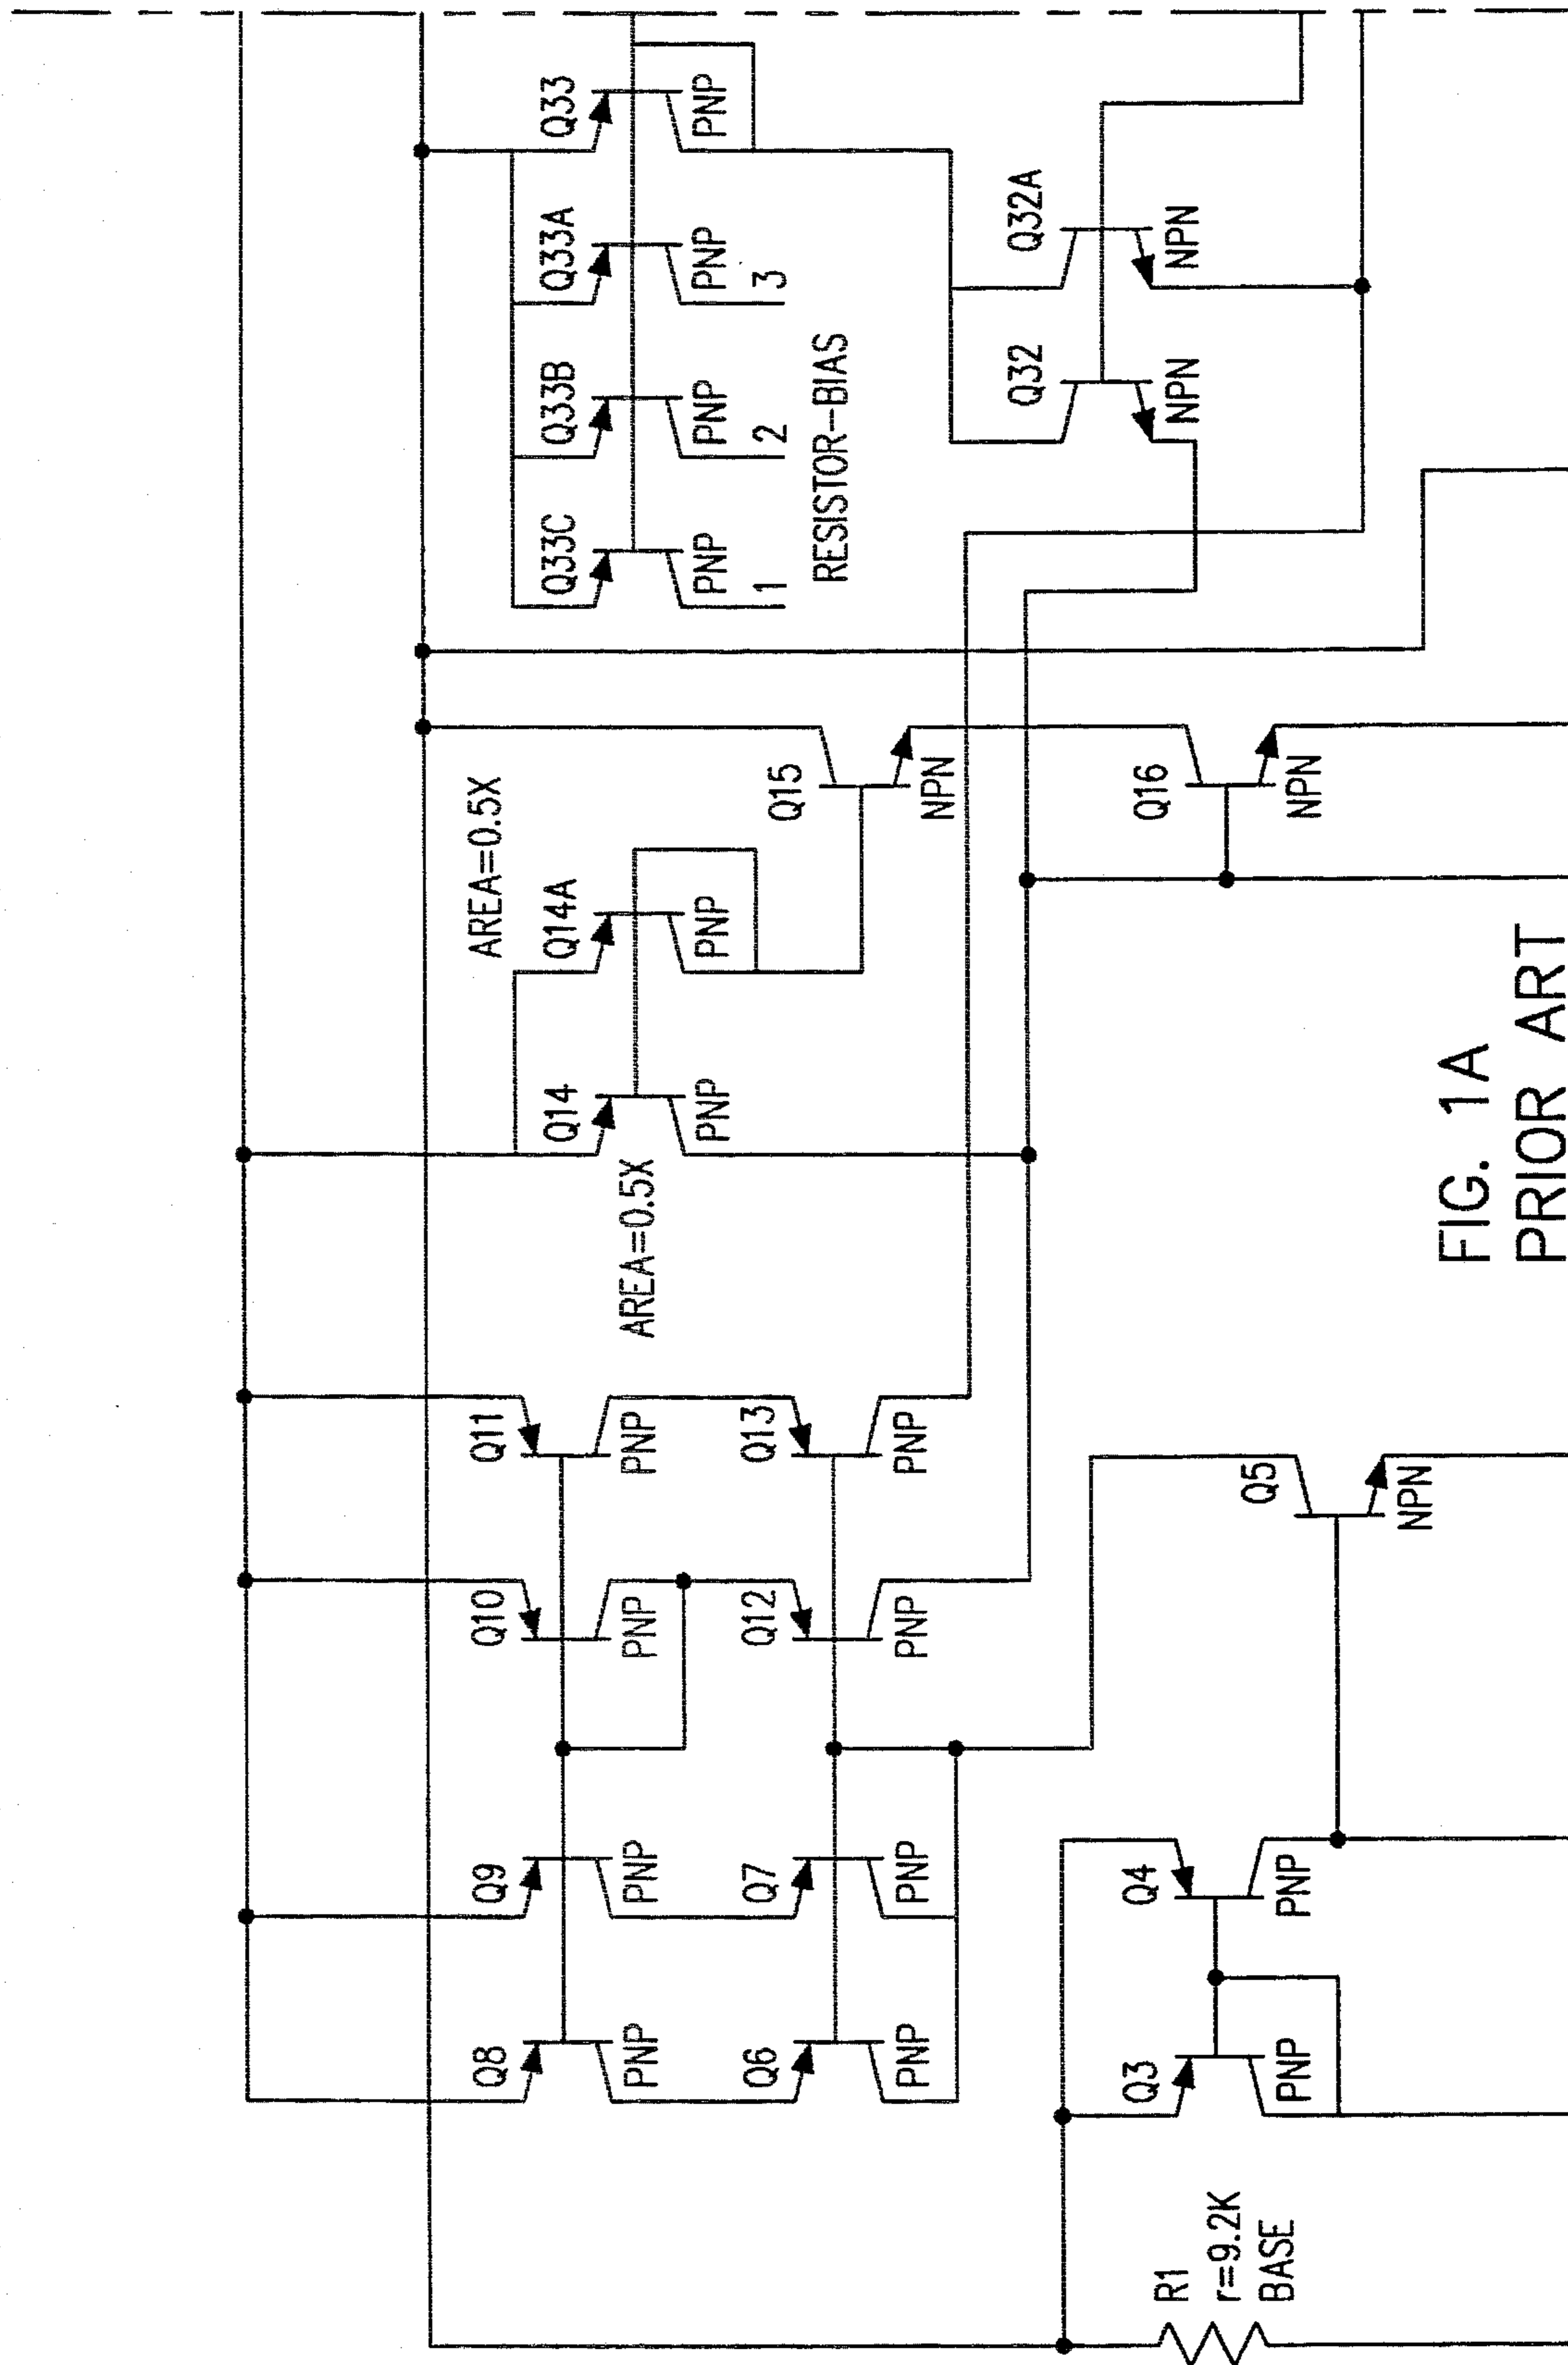 Q8
PNP
Q9
PNP
Q10
PNP
Q11
PNP
Q6
PNP
Q7
PNP
Q12
PNP
Q13
PNP
AREA=0.5X
Q14
PNP
AREA=0.5X
Q14A
PNP
Q15
NPN
Q16
NPN
Q33C
PNP
1
Q33B
PNP
2
Q33A
PNP
3
Q33
PNP
RESISTOR-BIAS
Q32
NPN
Q32A
NPN
R1
r=9.2K
BASE
Q3
PNP
Q4
PNP
Q5
NPN
FIG. 1A
PRIOR ART